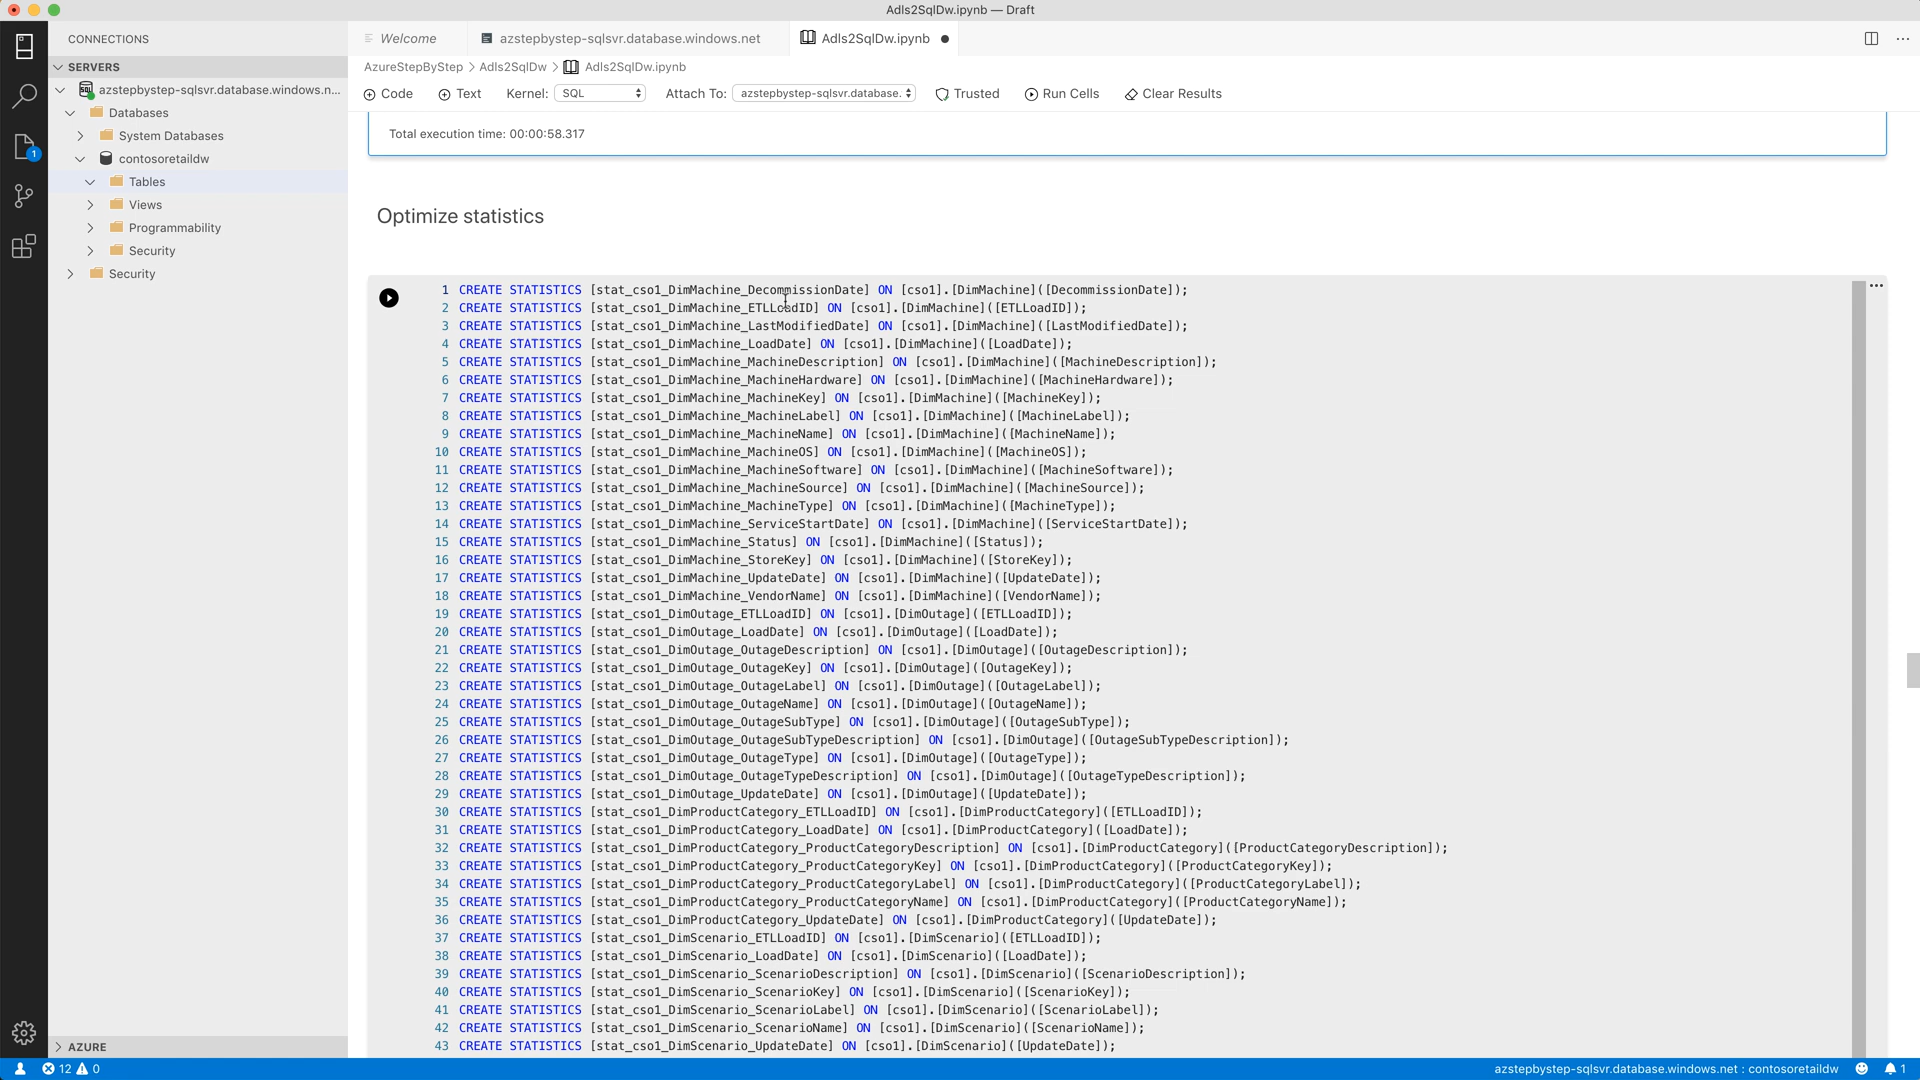 Adls2SqlDw.ipynb — Draft
CONNECTIONS
Welcome
azstepbystep-sqlsvr.database.windows.net
Adls2SqlDw.ipynb
SERVERS
AzureStepByStep
Adls2SqlDw
Adls2SqlDw.ipynb
azstepbystep-sqlsvr.database.windows.n...
Code
Text
Kernel:
SQL
Attach To:
azstepbystep-sqlsvr.database.
Trusted
Run Cells
Clear Results
Databases
System Databases
contosoretaildw
Tables
Views
Programmability
Security
Security
1
Total execution time: 00:00:58.317
Optimize statistics
1 CREATE STATISTICS [stat_cso1_DimMachine_DecommissionDate] ON [cso1].[DimMachine]([DecommissionDate]);
2 CREATE STATISTICS [stat_cso1_DimMachine_ETLLoadID] ON [cso1].[DimMachine]([ETLLoadID]);
3 CREATE STATISTICS [stat_cso1_DimMachine_LastModifiedDate] ON [cso1].[DimMachine]([LastModifiedDate]);
4 CREATE STATISTICS [stat_cso1_DimMachine_LoadDate] ON [cso1].[DimMachine]([LoadDate]);
5 CREATE STATISTICS [stat_cso1_DimMachine_MachineDescription] ON [cso1].[DimMachine]([MachineDescription]);
6 CREATE STATISTICS [stat_cso1_DimMachine_MachineHardware] ON [cso1].[DimMachine]([MachineHardware]);
7 CREATE STATISTICS [stat_cso1_DimMachine_MachineKey] ON [cso1].[DimMachine]([MachineKey]);
8 CREATE STATISTICS [stat_cso1_DimMachine_MachineLabel] ON [cso1].[DimMachine]([MachineLabel]);
9 CREATE STATISTICS [stat_cso1_DimMachine_MachineName] ON [cso1].[DimMachine]([MachineName]);
10 CREATE STATISTICS [stat_cso1_DimMachine_MachineOS] ON [cso1].[DimMachine]([MachineOS]);
11 CREATE STATISTICS [stat_cso1_DimMachine_MachineSoftware] ON [cso1].[DimMachine]([MachineSoftware]);
12 CREATE STATISTICS [stat_cso1_DimMachine_MachineSource] ON [cso1].[DimMachine]([MachineSource]);
13 CREATE STATISTICS [stat_cso1_DimMachine_MachineType] ON [cso1].[DimMachine]([MachineType]);
14 CREATE STATISTICS [stat_cso1_DimMachine_ServiceStartDate] ON [cso1].[DimMachine]([ServiceStartDate]);
15 CREATE STATISTICS [stat_cso1_DimMachine_Status] ON [cso1].[DimMachine]([Status]);
16 CREATE STATISTICS [stat_cso1_DimMachine_StoreKey] ON [cso1].[DimMachine]([StoreKey]);
17 CREATE STATISTICS [stat_cso1_DimMachine_UpdateDate] ON [cso1].[DimMachine]([UpdateDate]);
18 CREATE STATISTICS [stat_cso1_DimMachine_VendorName] ON [cso1].[DimMachine]([VendorName]);
19 CREATE STATISTICS [stat_cso1_DimOutage_ETLLoadID] ON [cso1].[DimOutage]([ETLLoadID]);
20 CREATE STATISTICS [stat_cso1_DimOutage_LoadDate] ON [cso1].[DimOutage]([LoadDate]);
21 CREATE STATISTICS [stat_cso1_DimOutage_OutageDescription] ON [cso1].[DimOutage]([OutageDescription]);
22 CREATE STATISTICS [stat_cso1_DimOutage_OutageKey] ON [cso1].[DimOutage]([OutageKey]);
23 CREATE STATISTICS [stat_cso1_DimOutage_OutageLabel] ON [cso1].[DimOutage]([OutageLabel]);
24 CREATE STATISTICS [stat_cso1_DimOutage_OutageName] ON [cso1].[DimOutage]([OutageName]);
25 CREATE STATISTICS [stat_cso1_DimOutage_OutageSubType] ON [cso1].[DimOutage]([OutageSubType]);
26 CREATE STATISTICS [stat_cso1_DimOutage_OutageSubTypeDescription] ON [cso1].[DimOutage]([OutageSubTypeDescription]);
27 CREATE STATISTICS [stat_cso1_DimOutage_OutageType] ON [cso1].[DimOutage]([OutageType]);
28 CREATE STATISTICS [stat_cso1_DimOutage_OutageTypeDescription] ON [cso1].[DimOutage]([OutageTypeDescription]);
29 CREATE STATISTICS [stat_cso1_DimOutage_UpdateDate] ON [cso1].[DimOutage]([UpdateDate]);
30 CREATE STATISTICS [stat_cso1_DimProductCategory_ETLLoadID] ON [cso1].[DimProductCategory]([ETLLoadID]);
31 CREATE STATISTICS [stat_cso1_DimProductCategory_LoadDate] ON [cso1].[DimProductCategory]([LoadDate]);
32 CREATE STATISTICS [stat_cso1_DimProductCategory_ProductCategoryDescription] ON [cso1].[DimProductCategory]([ProductCategoryDescription]);
33 CREATE STATISTICS [stat_cso1_DimProductCategory_ProductCategoryKey] ON [cso1].[DimProductCategory]([ProductCategoryKey]);
34 CREATE STATISTICS [stat_cso1_DimProductCategory_ProductCategoryLabel] ON [cso1].[DimProductCategory]([ProductCategoryLabel]);
35 CREATE STATISTICS [stat_cso1_DimProductCategory_ProductCategoryName] ON [cso1].[DimProductCategory]([ProductCategoryName]);
36 CREATE STATISTICS [stat_cso1_DimProductCategory_UpdateDate] ON [cso1].[DimProductCategory]([UpdateDate]);
37 CREATE STATISTICS [stat_cso1_DimScenario_ETLLoadID] ON [cso1].[DimScenario]([ETLLoadID]);
38 CREATE STATISTICS [stat_cso1_DimScenario_LoadDate] ON [cso1].[DimScenario]([LoadDate]);
39 CREATE STATISTICS [stat_cso1_DimScenario_ScenarioDescription] ON [cso1].[DimScenario]([ScenarioDescription]);
40 CREATE STATISTICS [stat_cso1_DimScenario_ScenarioKey] ON [cso1].[DimScenario]([ScenarioKey]);
41 CREATE STATISTICS [stat_cso1_DimScenario_ScenarioLabel] ON [cso1].[DimScenario]([ScenarioLabel]);
42 CREATE STATISTICS [stat_cso1_DimScenario_ScenarioName] ON [cso1].[DimScenario]([ScenarioName]);
43 CREATE STATISTICS [stat_cso1_DimScenario_UpdateDate] ON [cso1].[DimScenario]([UpdateDate]);
AZURE
12
0
azstepbystep-sqlsvr.database.windows.net : contosoretaildw
1